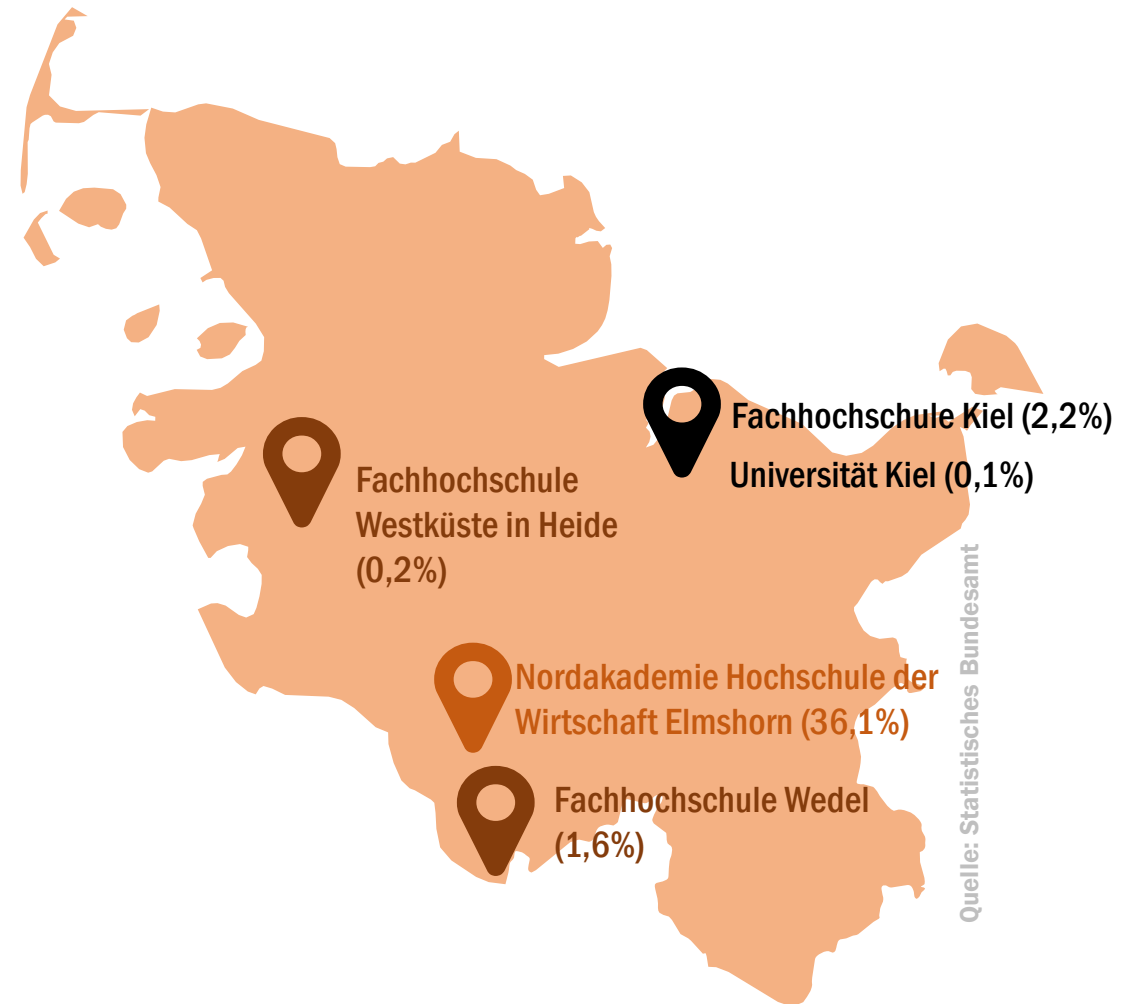 Fachhochschule Kiel (2,2%)
Universität Kiel (0,1%)
Fachhochschule
Westküste in Heide
(0,2%)
Nordakademie Hochschule der
Wirtschaft Elmshorn (36,1%)
Fachhochschule Wedel
(1,6%)
Quelle: Statistisches Bundesamt